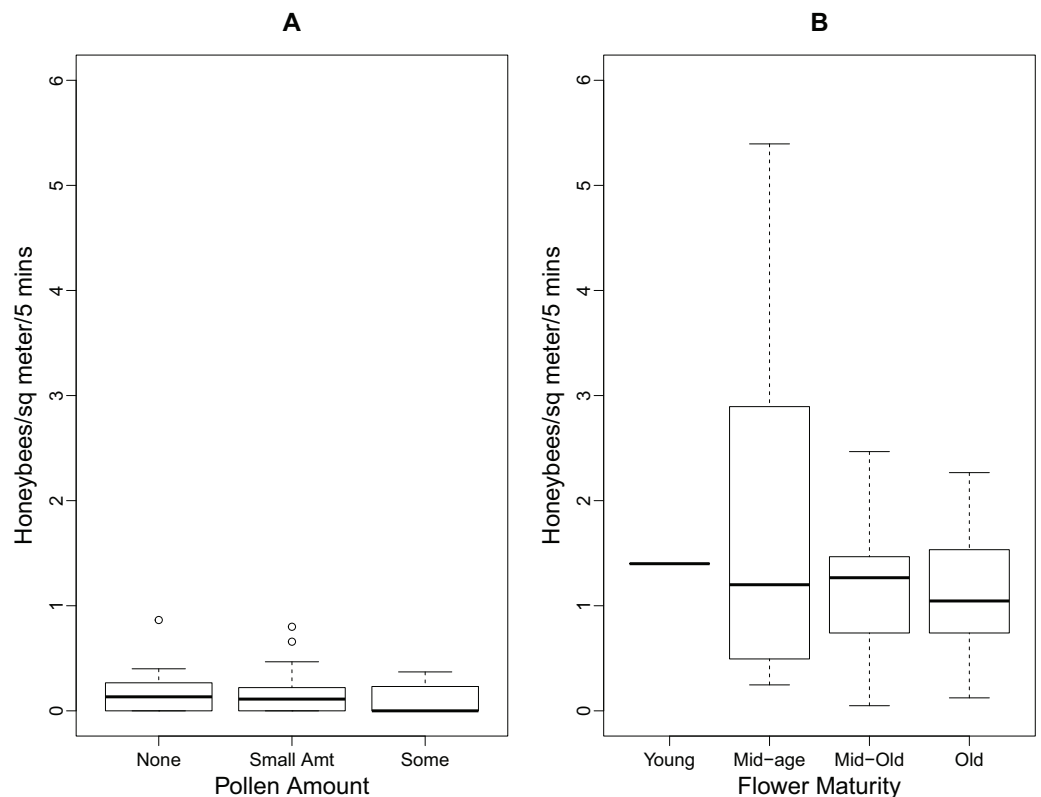 A
Honeybees/sq meter/5 mins
6
5
4
3
2
1
0
None Small Amt Some
Pollen Amount
B
Honeybees/sq meter/5 mins
6
5
4
3
2
1
0
Young Mid−age Mid−Old Old
Flower Maturity